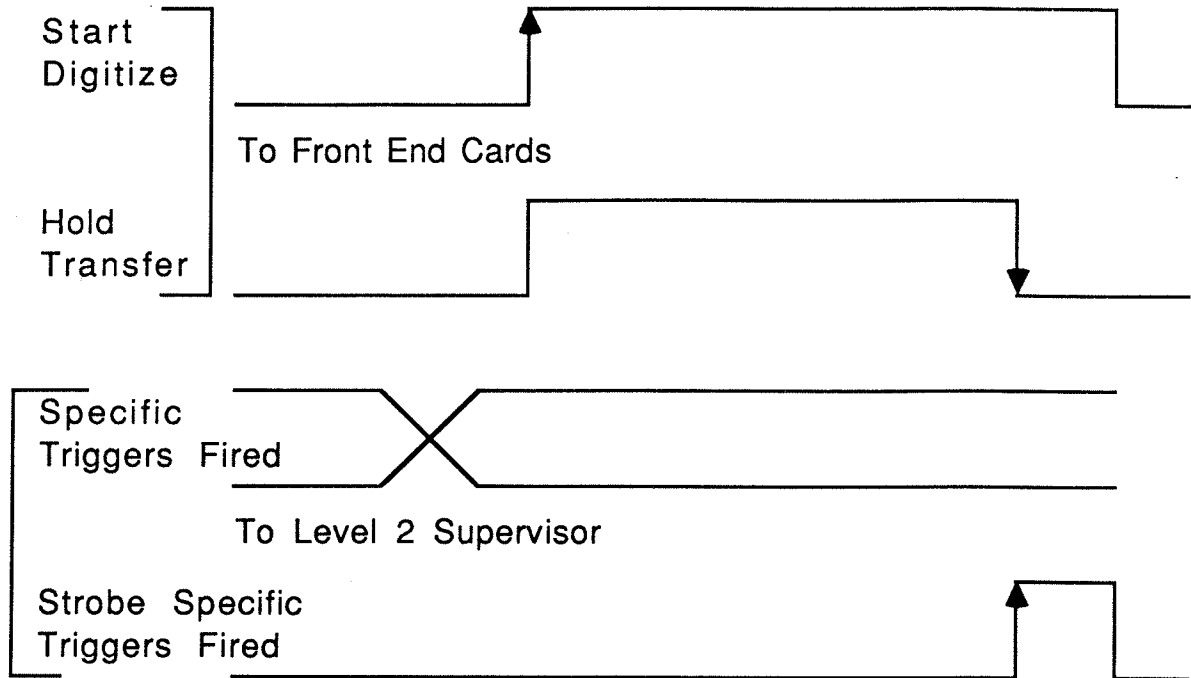 Start
Digitize
To Front End Cards
Hold
Transfer
Specific
Triggers Fired
To Level 2 Supervisor
Strobe Specific
Triggers Fired